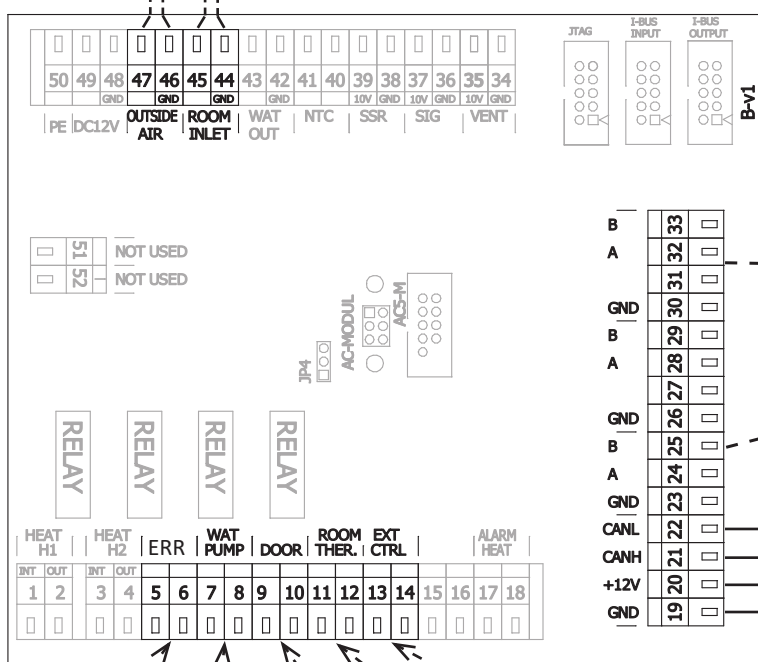 50 49 48 47 46 45 44 43 42 41 40 39 38 37 36 35 34
GND GND GND GND 10V GND 10V GND 10V GND
PE DC12V OUTSIDE AIR ROOM INLET WAT OUT NTC SSR SIG VENT
JTAG
I-BUS
INPUT
I-BUS
OUTPUT
B-v1
51 NOT USED
52 NOT USED
JP4
AC-MODUL
AC5-M
B 33
A 32
31
GND 30
B 29
A 28
27
GND 26
B 25
A 24
GND 23
CANL 22
CANH 21
+12V 20
GND 19
RELAY RELAY RELAY RELAY
HEAT H1 HEAT H2 ERR WAT PUMP DOOR ROOM THER. EXT CTRL ALARM HEAT
INT OUT INT OUT
1 2 3 4 5 6 7 8 9 10 11 12 13 14 15 16 17 18